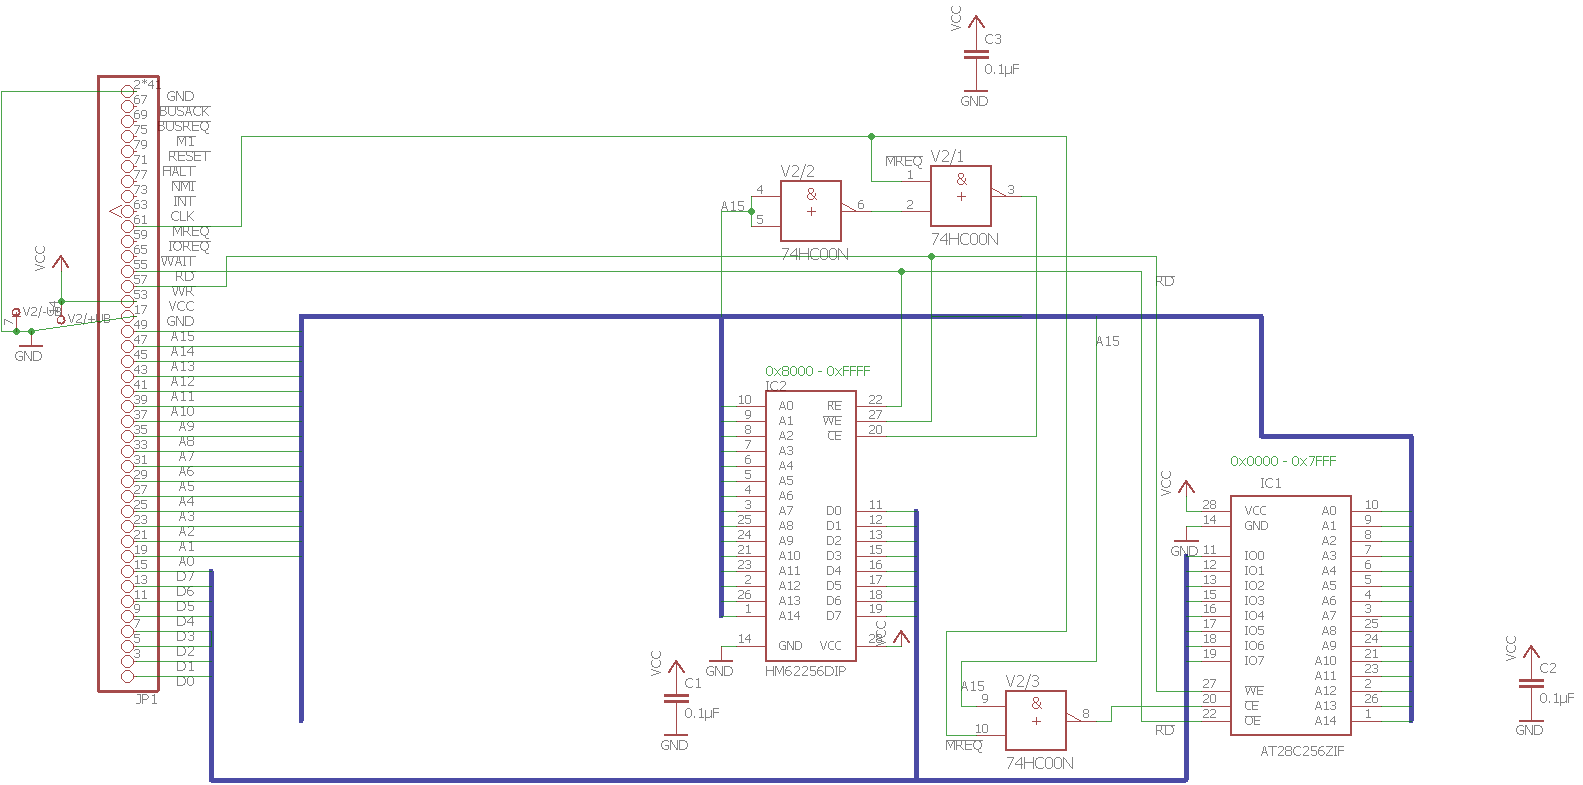 VCC
C3
0.1µF
GND
2*41
GND
67
BUSACK
69
BUSREQ
75
M1
79
RESET
71
HALT
77
NMI
73
INT
63
CLK
61
MREQ
59
IOREQ
65
WAIT
55
RD
57
WR
53
VCC
17
GND
49
A15
47
A14
45
A13
43
A12
41
A11
39
A10
37
A9
35
A8
33
A7
31
A6
29
A5
27
A4
25
A3
23
A2
21
A1
19
A0
15
D7
13
D6
11
D5
9
D4
7
D3
5
D2
3
D1
D0
JP1
VCC
V2/-UB
7
V2/+UB
GND
V2/2
4
5
&
+
6
A15
74HC00N
V2/1
MREQ
1
2
&
+
3
74HC00N
RD
A15
0x8000 - 0xFFFF
IC2
10 A0 RE 22
9 A1 WE 27
8 A2 CE 20
7 A3
6 A4
5 A5
4 A6
3 A7 D0 11
25 A8 D1 12
24 A9 D2 13
21 A10 D3 15
23 A11 D4 16
2 A12 D5 17
26 A13 D6 18
1 A14 D7 19
14 GND VCC 28
VCC
GND
HM62256DIP
VCC
C1
0.1µF
GND
A15
V2/3
9
10
&
+
8
MREQ
74HC00N
RD
0x0000 - 0x7FFF
IC1
VCC
28 VCC A0 10
14 GND A1 9
A2 8
GND
11 IO0 A3 7
12 IO1 A4 6
13 IO2 A5 5
15 IO3 A6 4
16 IO4 A7 3
17 IO5 A8 25
18 IO6 A9 24
19 IO7 A10 21
A11 23
27 WE A12 2
20 CE A13 26
22 OE A14 1
AT28C256ZIF
VCC
C2
0.1µF
GND